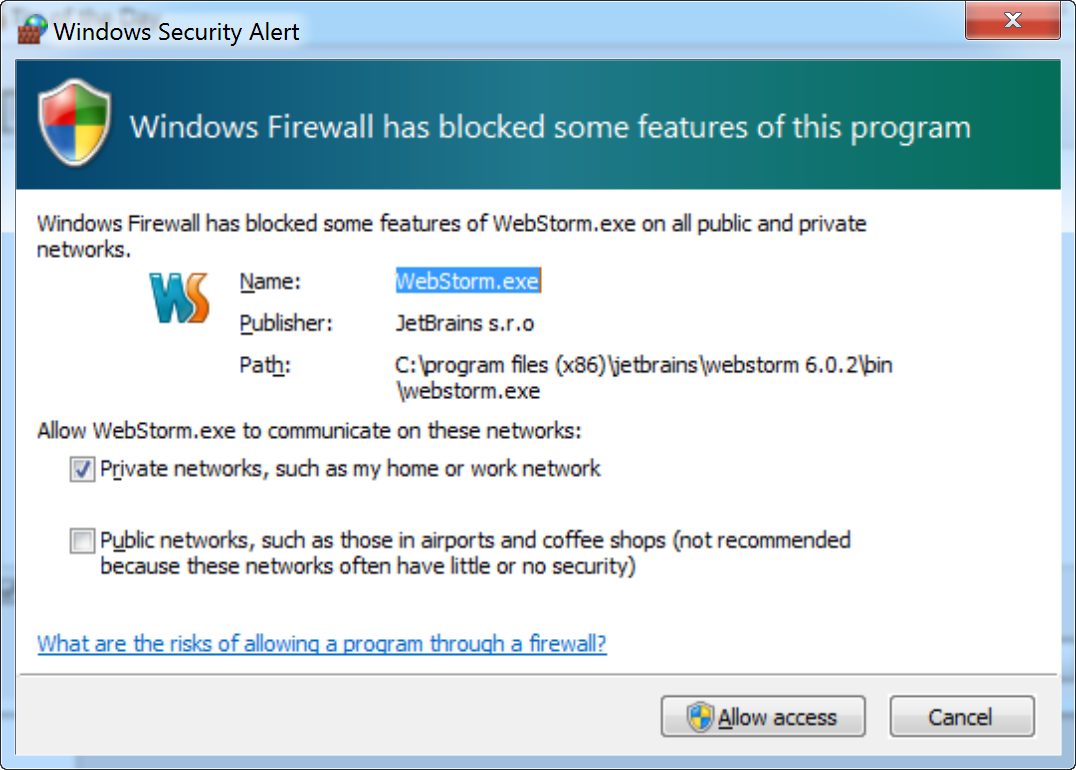 Windows Security Alert
Windows Firewall has blocked some features of this program
Windows Firewall has blocked some features of WebStorm.exe on all public and private
networks.
WS
Name: WebStorm.exe
Publisher: JetBrains s.r.o
Path: C:\program files (x86)\jetbrains\webstorm 6.0.2\bin
\webstorm.exe
Allow WebStorm.exe to communicate on these networks:
Private networks, such as my home or work network
Public networks, such as those in airports and coffee shops (not recommended
because these networks often have little or no security)
What are the risks of allowing a program through a firewall?
Allow access Cancel